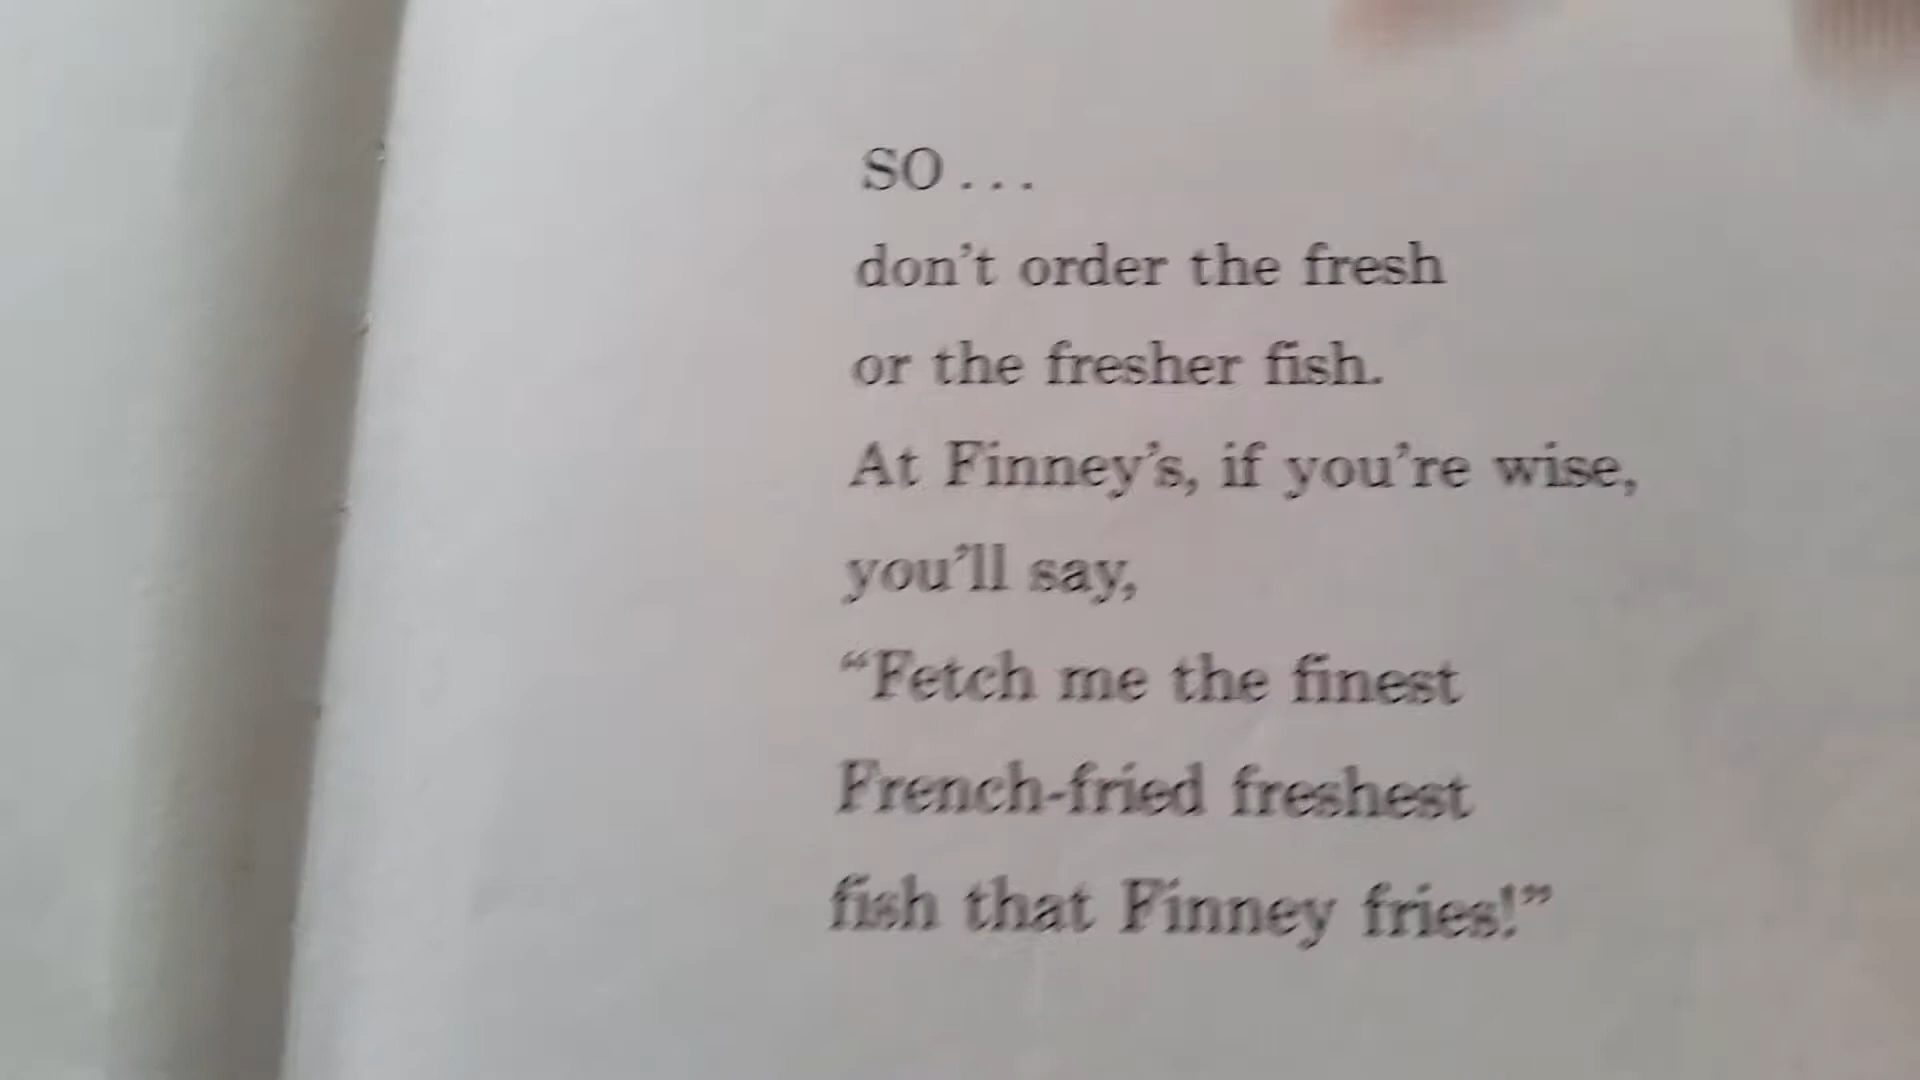 SO...
don't order the fresh
or the fresher fish.
At Finney's, if you're wise,
you'll say,
“Fetch me the finest
French-fried freshest
fish that Finney fries!”